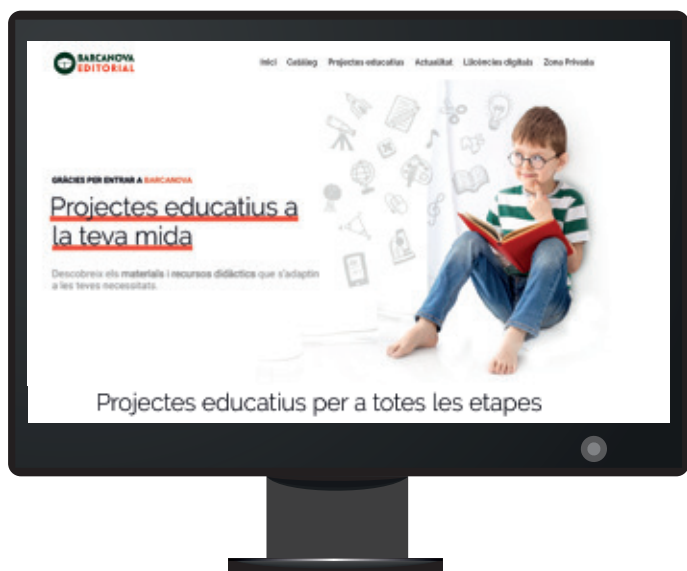 BARCANOVA
EDITORIAL
Inici Catàleg Projectes educatius Actualitat Llicències digitals Zona Privada
GRÀCIES PER ENTRAR A BARCANOVA
Projectes educatius a
la teva mida
Descobreix els materials i recursos didàctics que s'adaptin
a les teves necessitats.
Projectes educatius per a totes les etapes